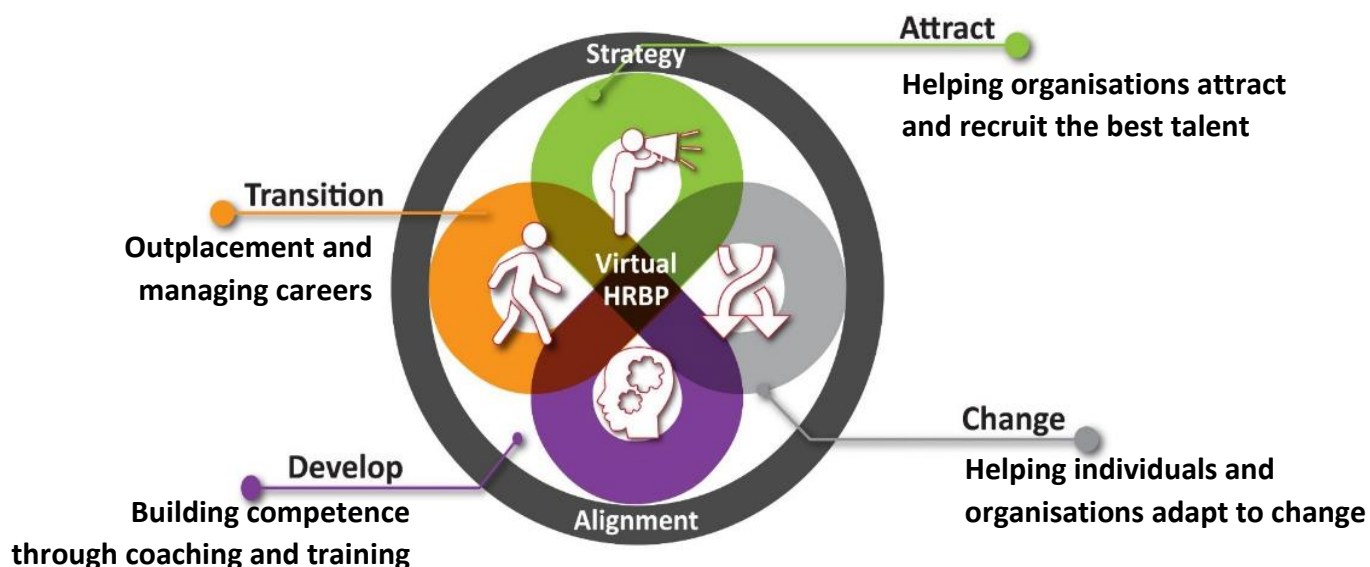 Attract
Strategy
Helping organisations attract
and recruit the best talent
Transition
Outplacement and
managing careers
Virtual
HRBP
Change
Helping individuals and
organisations adapt to change
Develop
Building competence
through coaching and training
Alignment